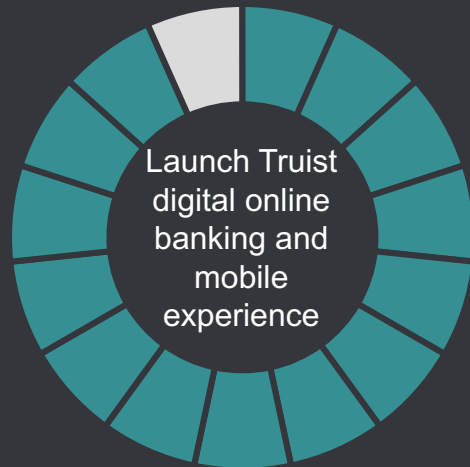 Launch Truist
digital online
banking and
mobile
experience